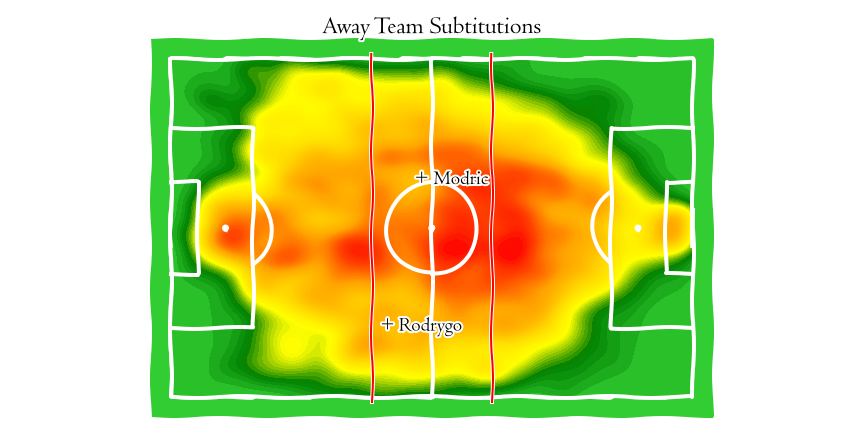 Away Team Subtitutions
+ Modric
+ Rodrygo